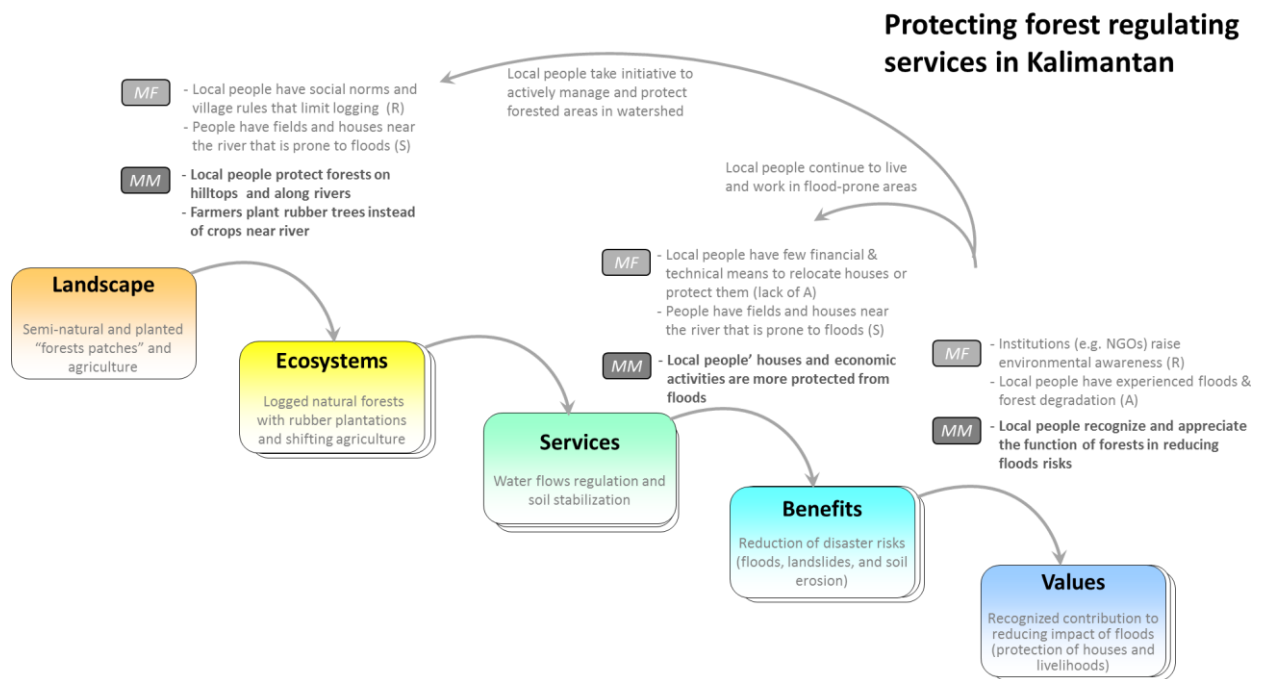 Protecting forest regulating
services in Kalimantan
Local people take initiative to
actively manage and protect
forested areas in watershed
MF
- Local people have social norms and
village rules that limit logging (R)
- People have fields and houses near
the river that is prone to floods (S)
MM
- Local people protect forests on
hilltops and along rivers
- Farmers plant rubber trees instead
of crops near river
Local people continue to live
and work in flood-prone areas
MF
- Local people have few financial &
technical means to relocate houses or
protect them (lack of A)
- People have fields and houses near
the river that is prone to floods (S)
MM
- Local people’ houses and economic
activities are more protected from
floods
MF
- Institutions (e.g. NGOs) raise
environmental awareness (R)
- Local people have experienced floods &
forest degradation (A)
MM
- Local people recognize and appreciate
the function of forests in reducing
floods risks
Landscape
Semi-natural and planted
“forests patches” and
agriculture
Ecosystems
Logged natural forests
with rubber plantations
and shifting agriculture
Services
Water flows regulation and
soil stabilization
Benefits
Reduction of disaster risks
(floods, landslides, and soil
erosion)
Values
Recognized contribution to
reducing impact of floods
(protection of houses and
livelihoods)